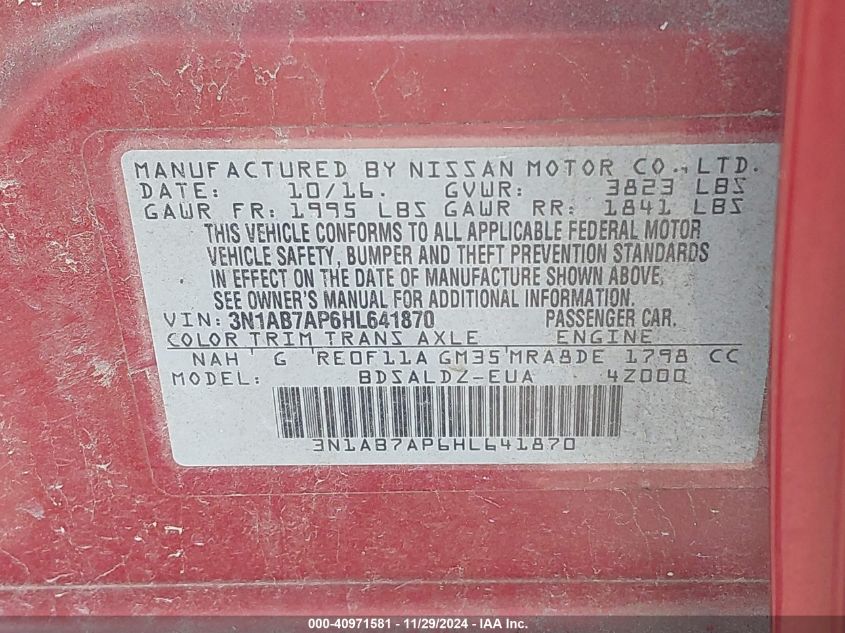 MANUFACTURED BY NISSAN MOTOR CO., LTD.
DATE: 10/16. GVWR: 3823 LBS
GAWR FR: 1995 LBS GAWR RR: 1841 LBS
THIS VEHICLE CONFORMS TO ALL APPLICABLE FEDERAL MOTOR
VEHICLE SAFETY, BUMPER AND THEFT PREVENTION STANDARDS
IN EFFECT ON THE DATE OF MANUFACTURE SHOWN ABOVE,
SEE OWNER'S MANUAL FOR ADDITIONAL INFORMATION.
VIN: 3N1AB7AP6HL641870 PASSENGER CAR.
COLOR TRIM TRANS AXLE ENGINE
NAH G RE0F11A GM35 MRA8DE 1798 CC
MODEL: BDSALDZ-EUA 4Z000
3N1AB7AP6HL641870
000-40971581 - 11/29/2024 - IAA, Inc.